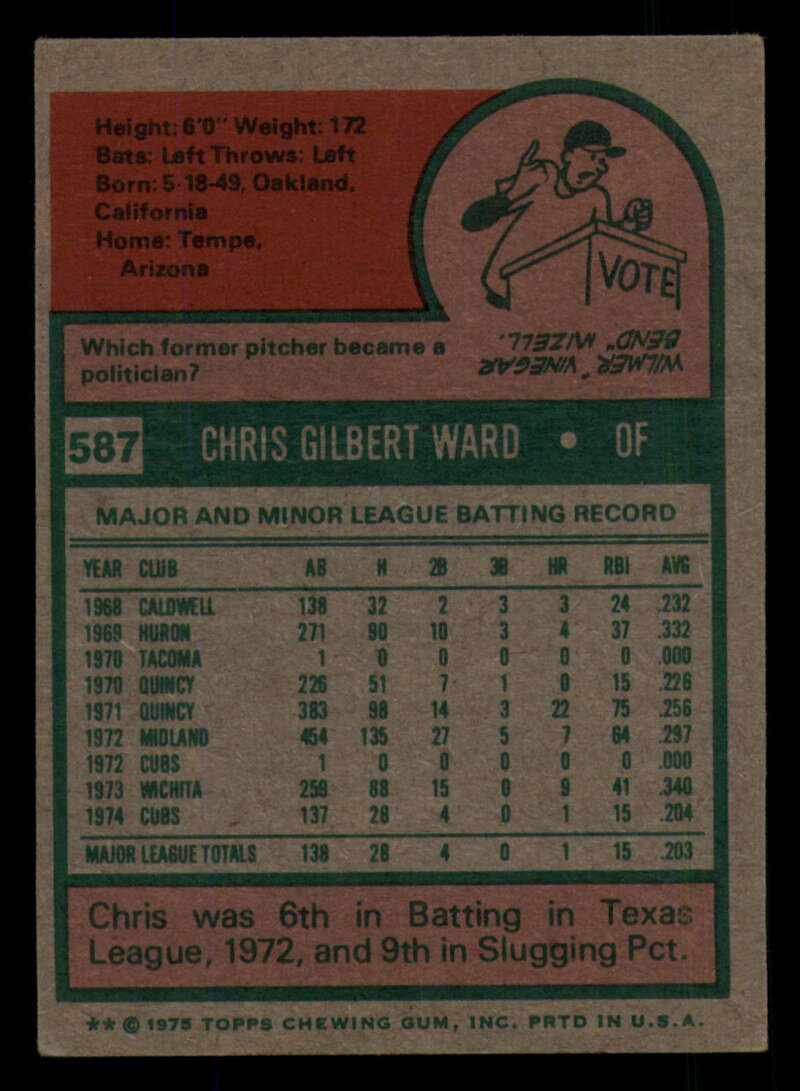 Height: 6'0" Weight: 172
Bats: Left Throws: Left
Born: 5-18-49, Oakland,
California
Home: Tempe,
Arizona
VOTE
Which former pitcher became a
politician?
WILMER "VINEGAR
BEND" MIZELL.
587 CHRIS GILBERT WARD • OF
MAJOR AND MINOR LEAGUE BATTING RECORD
YEAR CLUB AB H 2B 3B HR RBI AVG
1968 CALDWELL 138 32 2 3 3 24 .232
1969 HURON 271 90 10 3 4 37 .332
1970 TACOMA 1 0 0 0 0 0 .000
1970 QUINCY 226 51 7 1 0 15 .226
1971 QUINCY 383 98 14 3 22 75 .256
1972 MIDLAND 454 135 27 5 7 64 .297
1972 CUBS 1 0 0 0 0 0 .000
1973 WICHITA 259 88 15 0 9 41 .340
1974 CUBS 137 28 4 0 1 15 .204
MAJOR LEAGUE TOTALS 138 28 4 0 1 15 .203
Chris was 6th in Batting in Texas
League, 1972, and 9th in Slugging Pct.
** © 1975 TOPPS CHEWING GUM, INC. PRTD IN U.S.A.